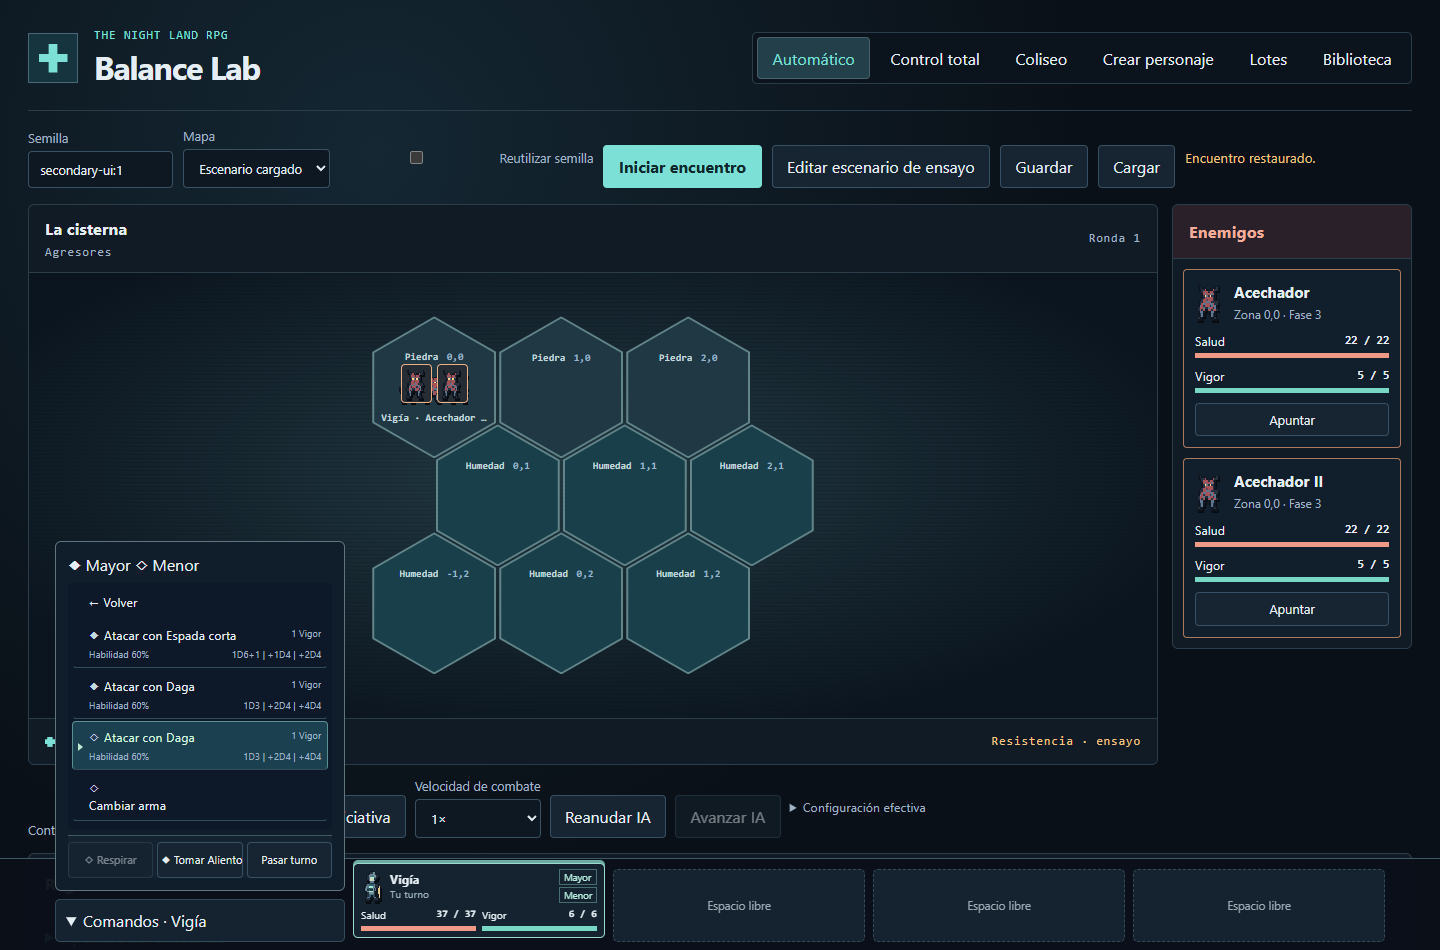 THE NIGHT LAND RPG
Balance Lab
Automático
Control total
Coliseo
Crear personaje
Lotes
Biblioteca
Semilla
secondary-ui:1
Mapa
Escenario cargado
Reutilizar semilla
Iniciar encuentro
Editar escenario de ensayo
Guardar
Cargar
Encuentro restaurado.
La cisterna
Agresores
Ronda 1
Piedra 0,0
Vigía · Acechador …
Piedra 1,0
Piedra 2,0
Humedad 0,1
Humedad 1,1
Humedad 2,1
Humedad -1,2
Humedad 0,2
Humedad 1,2
Resistencia · ensayo
Enemigos
Acechador
Zona 0,0 · Fase 3
Salud 22 / 22
Vigor 5 / 5
Apuntar
Acechador II
Zona 0,0 · Fase 3
Salud 22 / 22
Vigor 5 / 5
Apuntar
◆ Mayor ◇ Menor
← Volver
◆ Atacar con Espada corta 1 Vigor
Habilidad 60% 1D6+1 | +1D4 | +2D4
◆ Atacar con Daga 1 Vigor
Habilidad 60% 1D3 | +2D4 | +4D4
◇ Atacar con Daga 1 Vigor
Habilidad 60% 1D3 | +2D4 | +4D4
◇
Cambiar arma
◇ Respirar
◆ Tomar Aliento
Pasar turno
▼ Comandos · Vigía
Cont
ciativa
Velocidad de combate
1×
Reanudar IA
Avanzar IA
▶ Configuración efectiva
Vigía
Tu turno
Mayor
Menor
Salud 37 / 37
Vigor 6 / 6
Espacio libre
Espacio libre
Espacio libre